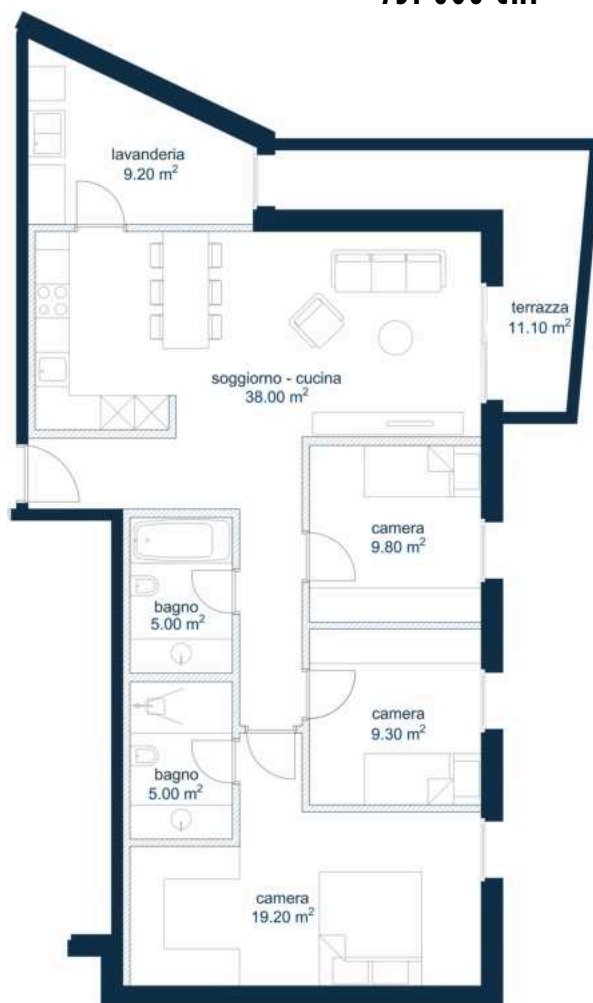 lavanderia
9.20 m²
terrazza
11.10 m²
soggiorno - cucina
38.00 m²
camera
9.80 m²
bagno
5.00 m²
camera
9.30 m²
bagno
5.00 m²
camera
19.20 m²